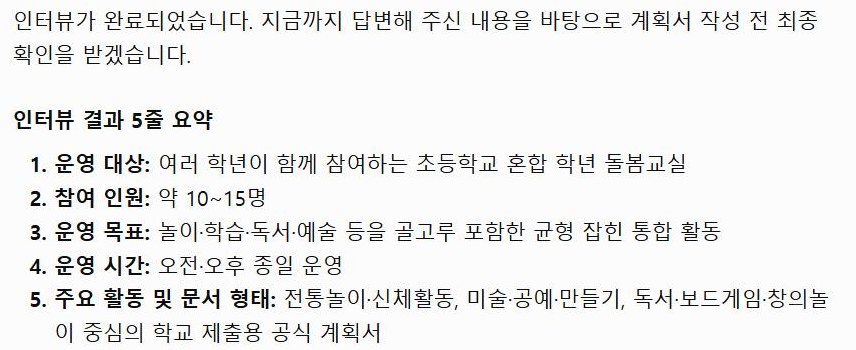 인터뷰가 완료되었습니다. 지금까지 답변해 주신 내용을 바탕으로 계획서 작성 전 최종
확인을 받겠습니다.
인터뷰 결과 5줄 요약
1. 운영 대상: 여러 학년이 함께 참여하는 초등학교 혼합 학년 돌봄교실
2. 참여 인원: 약 10~15명
3. 운영 목표: 놀이·학습·독서·예술 등을 골고루 포함한 균형 잡힌 통합 활동
4. 운영 시간: 오전·오후 종일 운영
5. 주요 활동 및 문서 형태: 전통놀이·신체활동, 미술·공예·만들기, 독서·보드게임·창의놀
이 중심의 학교 제출용 공식 계획서